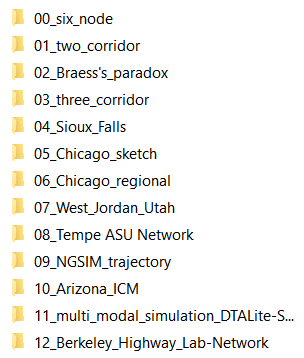 00_six_node
01_two_corridor
02_Braess's_paradox
03_three_corridor
04_Sioux_Falls
05_Chicago_sketch
06_Chicago_regional
07_West_Jordan_Utah
08_Tempe ASU Network
09_NGSIM_trajectory
10_Arizona_ICM
11_multi_modal_simulation_DTALite-S...
12_Berkeley_Highway_Lab-Network